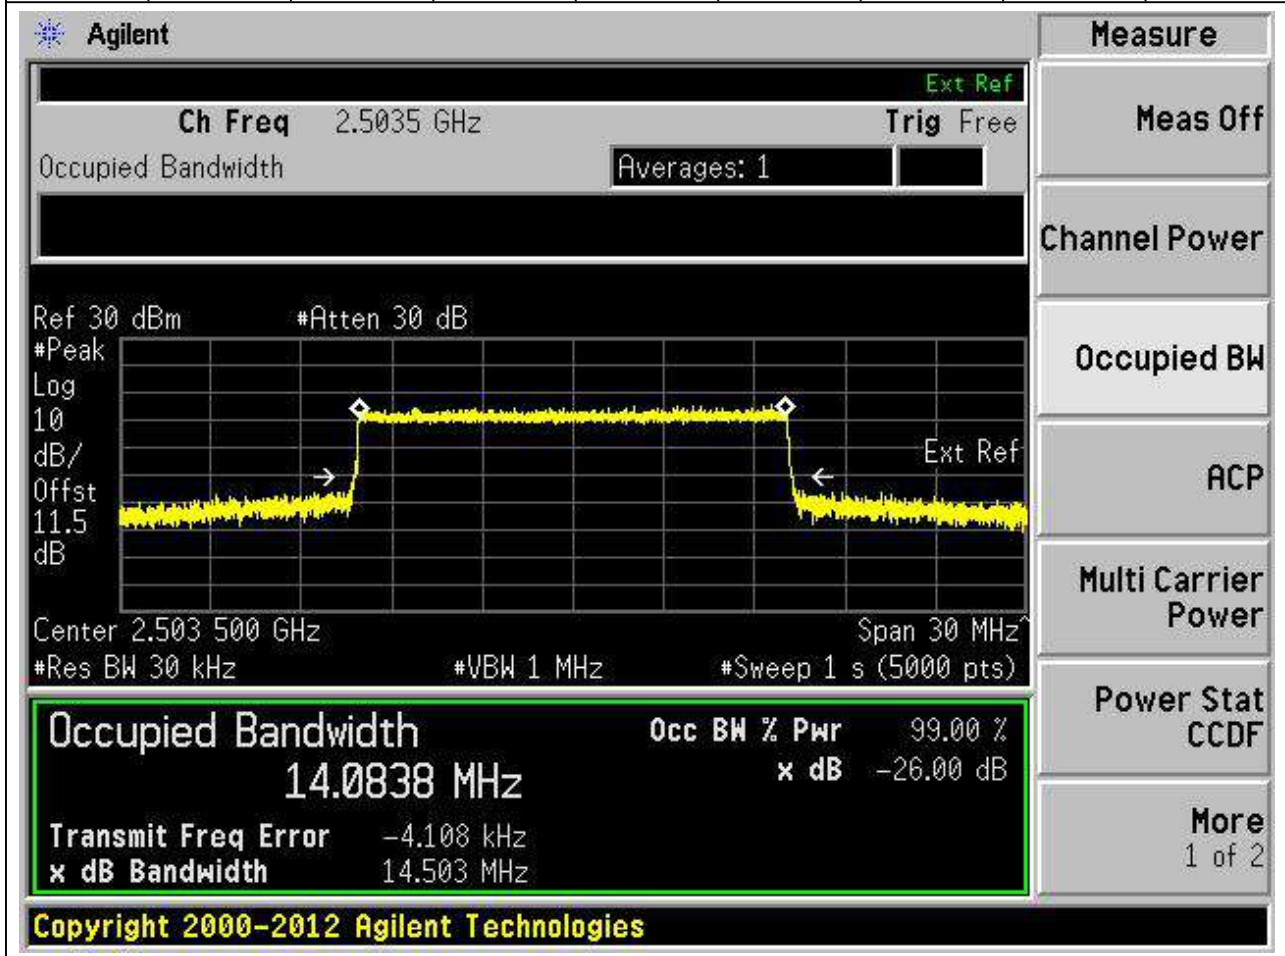 Agilent
Measure
Ext Ref
Ch Freq 2.5035 GHz
Trig Free
Meas Off
Occupied Bandwidth
Averages: 1
Channel Power
Ref 30 dBm
#Atten 30 dB
#Peak
Log
10
dB/
Offst
11.5
dB
Ext Ref
Occupied BW
ACP
Center 2.503 500 GHz
Span 30 MHz^
#Res BW 30 kHz
#VBW 1 MHz
#Sweep 1 s (5000 pts)
Multi Carrier
Power
Occupied Bandwidth
14.0838 MHz
Occ BW % Pwr 99.00 %
x dB -26.00 dB
Transmit Freq Error -4.108 kHz
x dB Bandwidth 14.503 MHz
Power Stat
CCDF
More
1 of 2
Copyright 2000-2012 Agilent Technologies